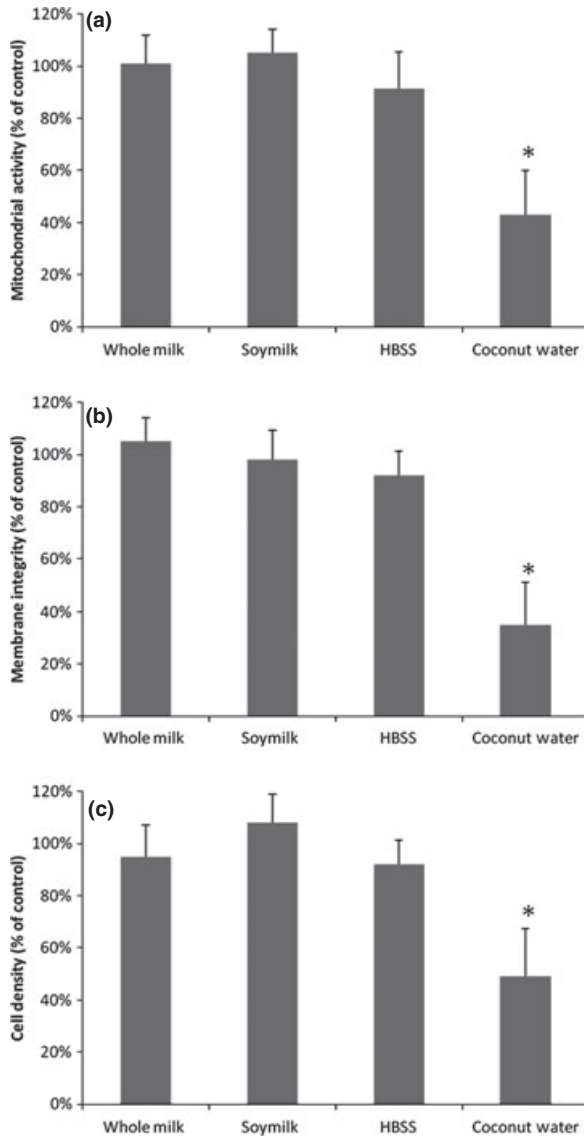 (a)
Mitochondrial activity (% of control)
120%
100%
80%
60%
40%
20%
0%
*
Whole milk Soymilk HBSS Coconut water
(b)
Membrane integrity (% of control)
120%
100%
80%
60%
40%
20%
0%
*
Whole milk Soymilk HBSS Coconut water
(c)
Cell density (% of control)
120%
100%
80%
60%
40%
20%
0%
*
Whole milk Soymilk HBSS Coconut water